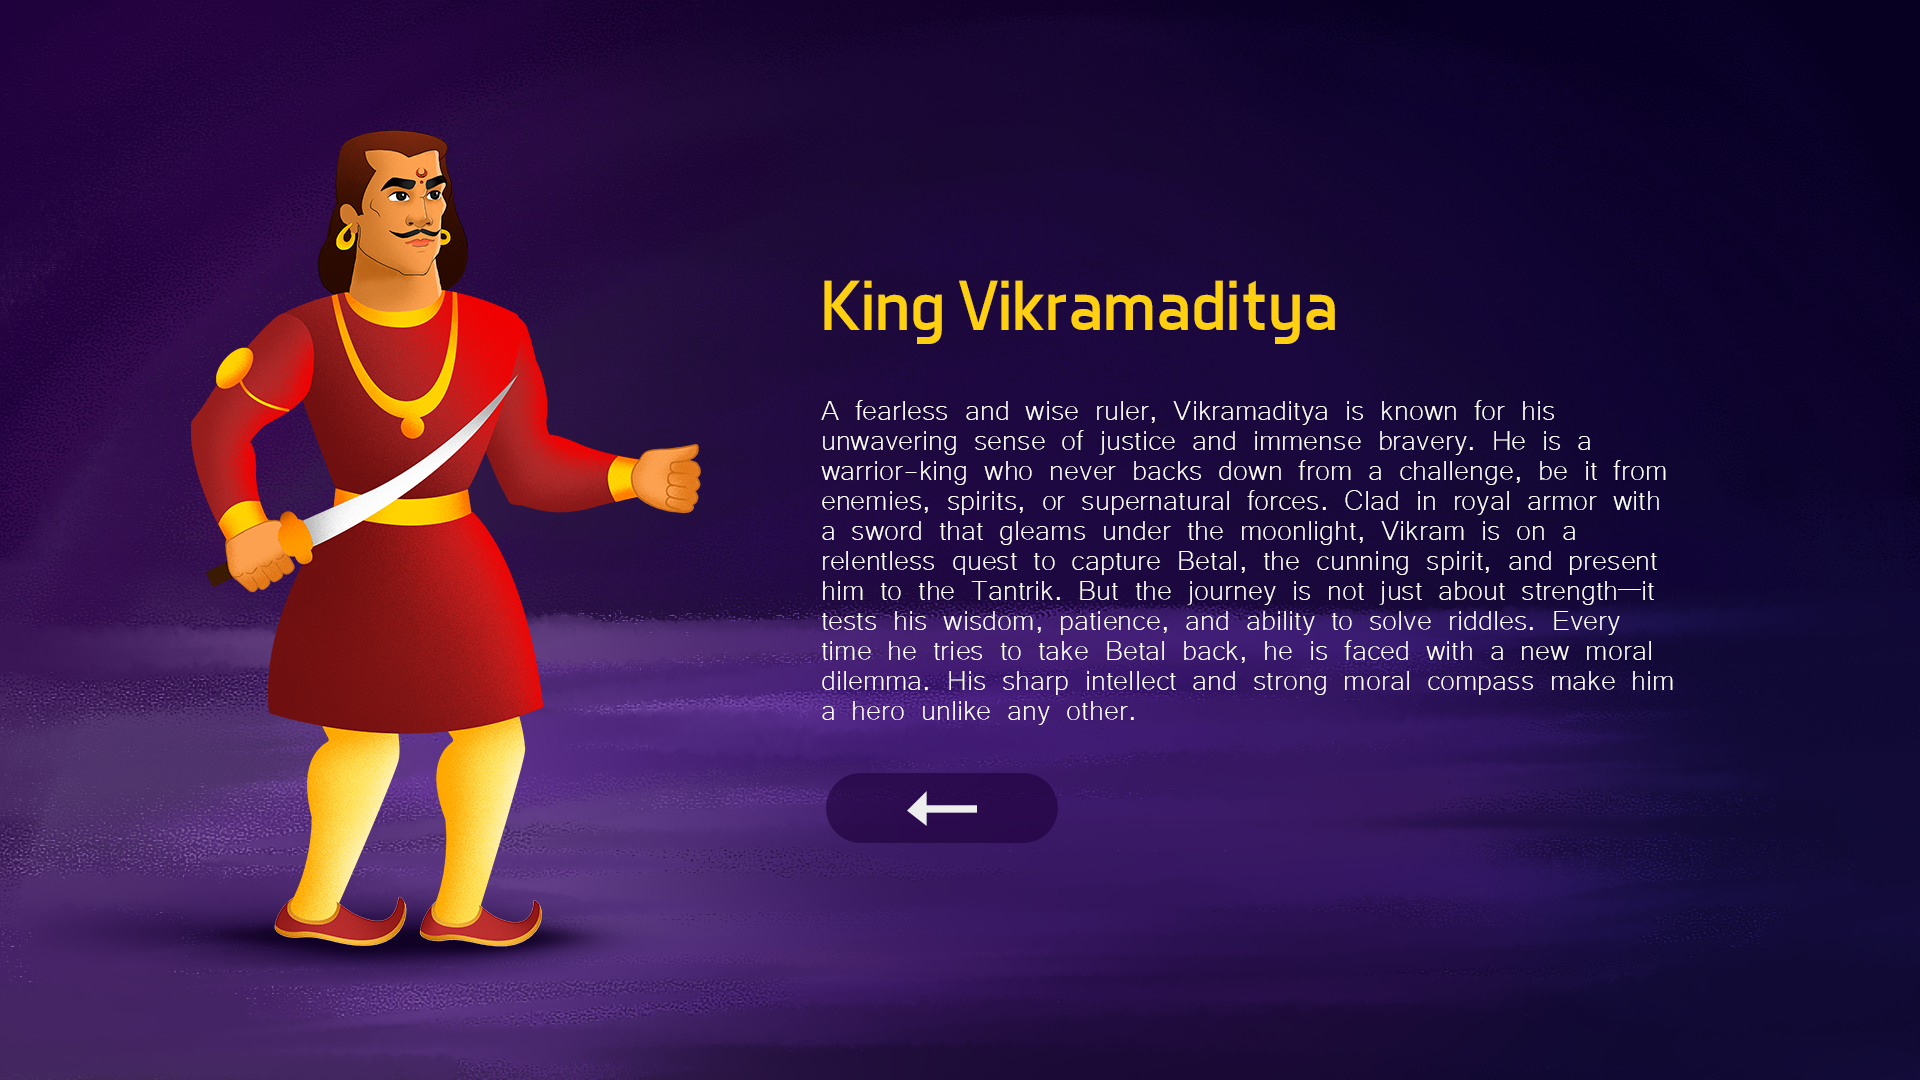 King Vikramaditya
A fearless and wise ruler, Vikramaditya is known for his
unwavering sense of justice and immense bravery. He is a
warrior-king who never backs down from a challenge, be it from
enemies, spirits, or supernatural forces. Clad in royal armor with
a sword that gleams under the moonlight, Vikram is on a
relentless quest to capture Betal, the cunning spirit, and present
him to the Tantrik. But the journey is not just about strength—it
tests his wisdom, patience, and ability to solve riddles. Every
time he tries to take Betal back, he is faced with a new moral
dilemma. His sharp intellect and strong moral compass make him
a hero unlike any other.